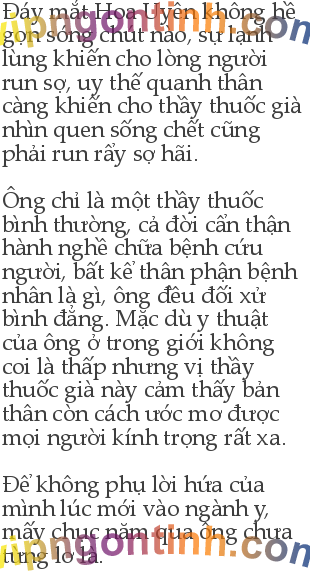 Đáy mắt Hoa Uyên không hề
gọn sóng chút nào, sự lạnh
lùng khiến cho lòng người
run sợ, uy thế quanh thân
càng khiến cho thầy thuốc già
nhìn quen sống chết cũng
phải run rẩy sợ hãi.
Ông chỉ là một thầy thuốc
bình thường, cả đời cẩn thận
hành nghề chữa bệnh cứu
người, bất kể thân phận bệnh
nhân là gì, ông đều đối xử
bình đẳng. Mặc dù y thuật
của ông ở trong giới không
coi là thấp nhưng vị thầy
thuốc già này cảm thấy bản
thân còn cách ước mơ được
mọi người kính trọng rất xa.
Để không phụ lời hứa của
mình lúc mới vào ngành y,
mấy chục năm qua ông chưa
từng lơ là.
vipngontinh.com